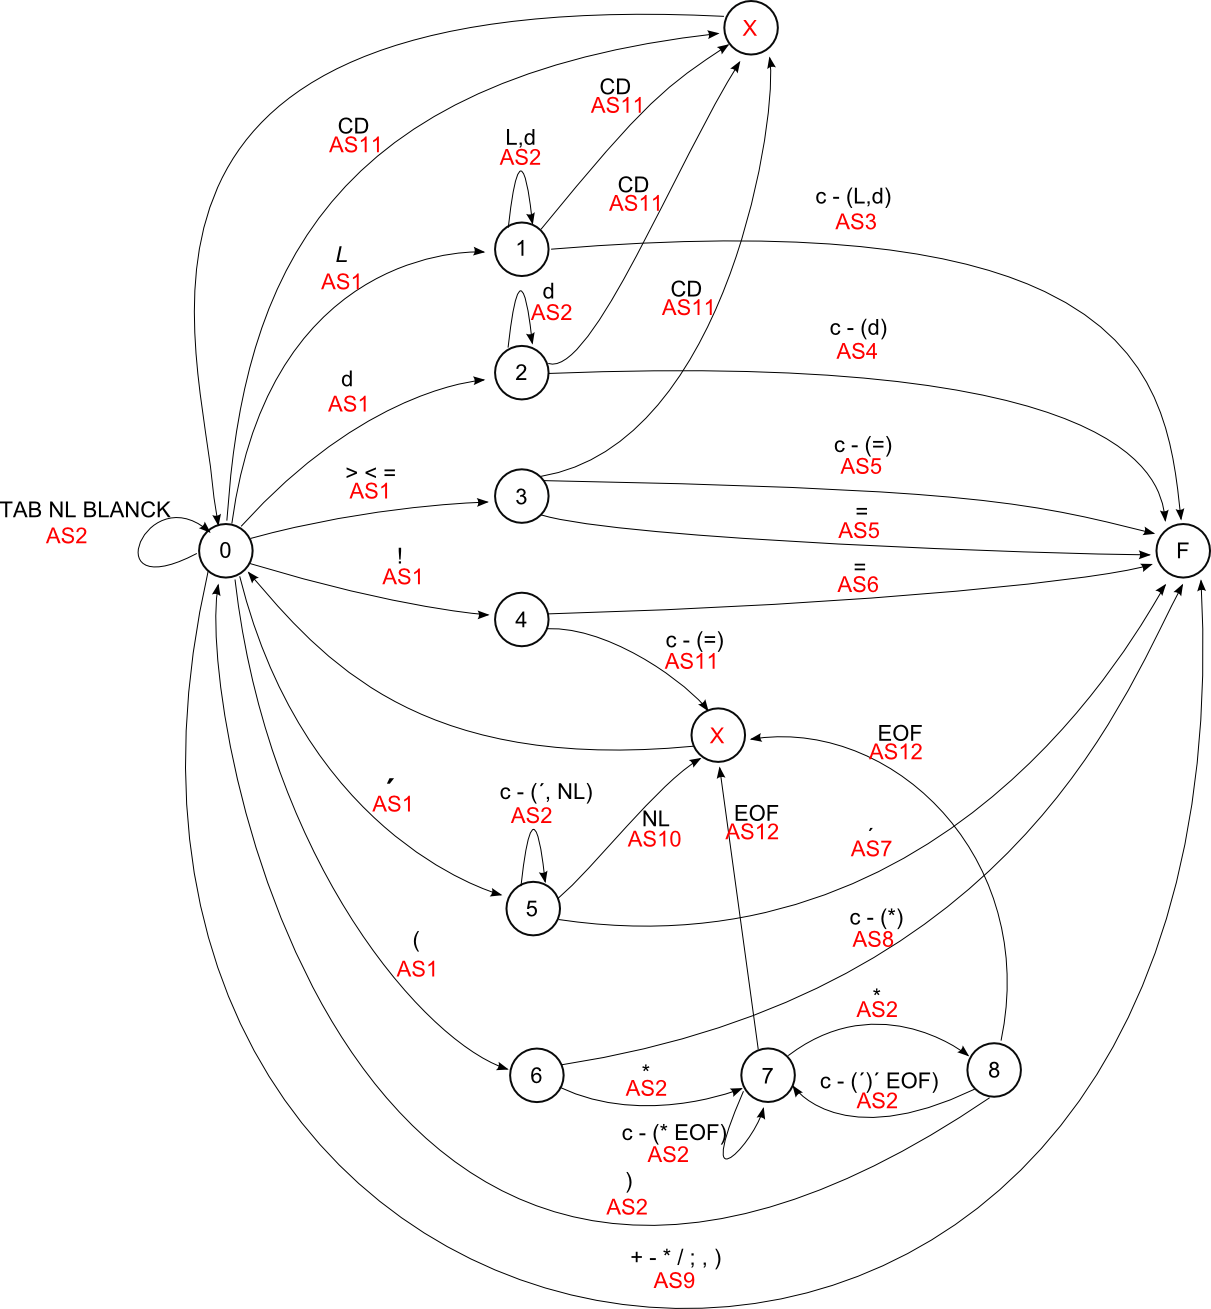 X
CD
AS11
CD
AS11
L,d
AS2
CD
AS11
c - (L,d)
AS3
1
L
AS1
d
AS2
CD
AS11
c - (d)
AS4
2
d
AS1
c - (=)
AS5
> < =
AS1
3
TAB NL BLANCK
AS2
=
AS5
0
F
!
AS1
=
AS6
4
c - (=)
AS11
X
EOF
AS12
´
AS1
c - (´, NL)
AS2
NL
AS10
EOF
AS12
´
AS7
5
c - (*)
AS8
(
AS1
*
AS2
6
*
AS2
7
8
c - (´)´ EOF)
AS2
c - (* EOF)
AS2
)
AS2
+ - * / ; , )
AS9